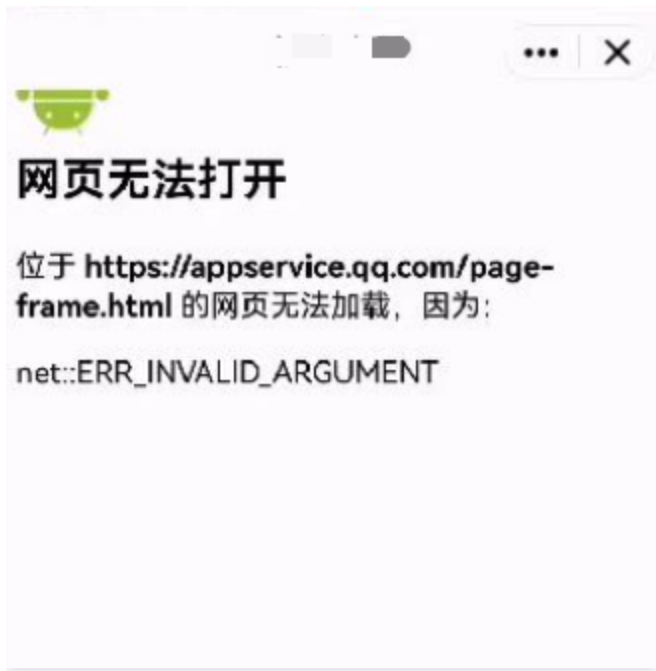 网页无法打开
位于 https://appservice.qq.com/page-
frame.html 的网页无法加载，因为：
net::ERR_INVALID_ARGUMENT